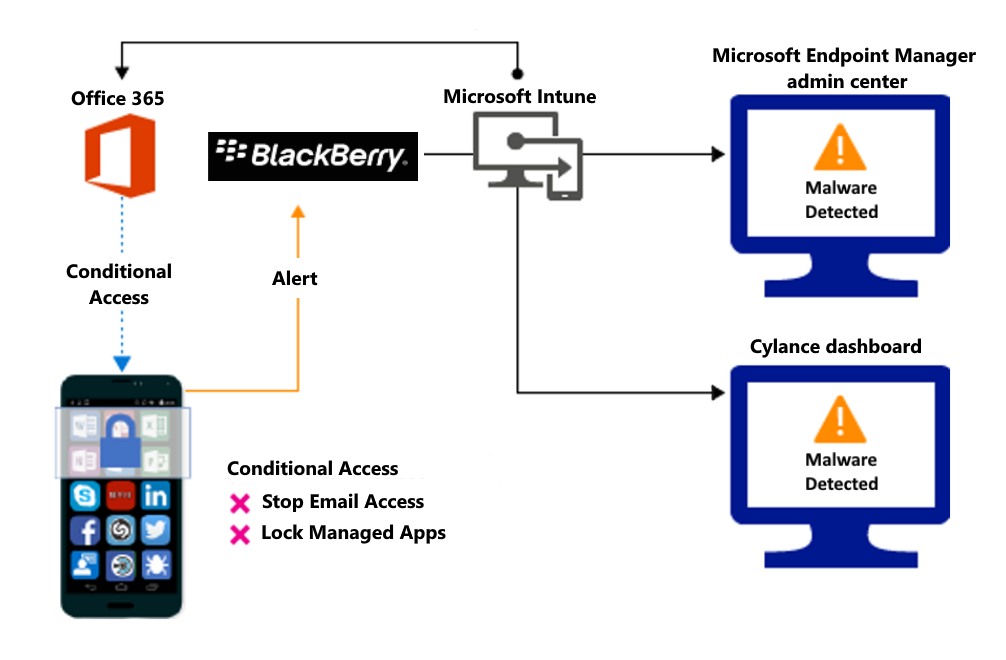 Microsoft Endpoint Manager
admin center
Office 365
Microsoft Intune
BlackBerry
Malware
Detected
Conditional
Access
Alert
Cylance dashboard
Malware
Detected
Conditional Access
Stop Email Access
Lock Managed Apps